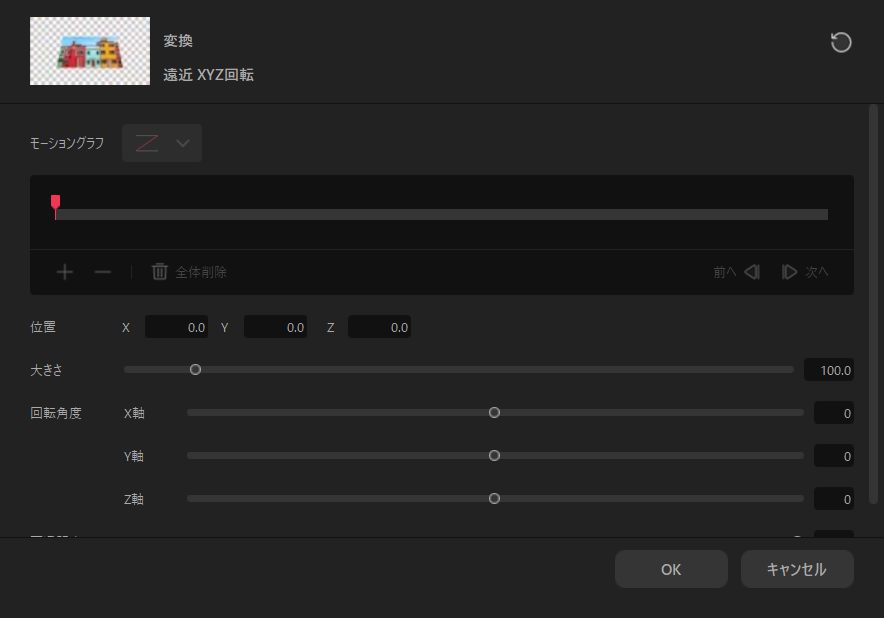 変換
遠近 XYZ回転
モーショングラフ
全体削除
前へ
次へ
位置 X 0.0 Y 0.0 Z 0.0
大きさ 100.0
回転角度 X軸 0
Y軸 0
Z軸 0
OK キャンセル